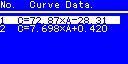 No. Curve Data.
1 C=72.87×A-28.31
2 C=7.698×A+0.420